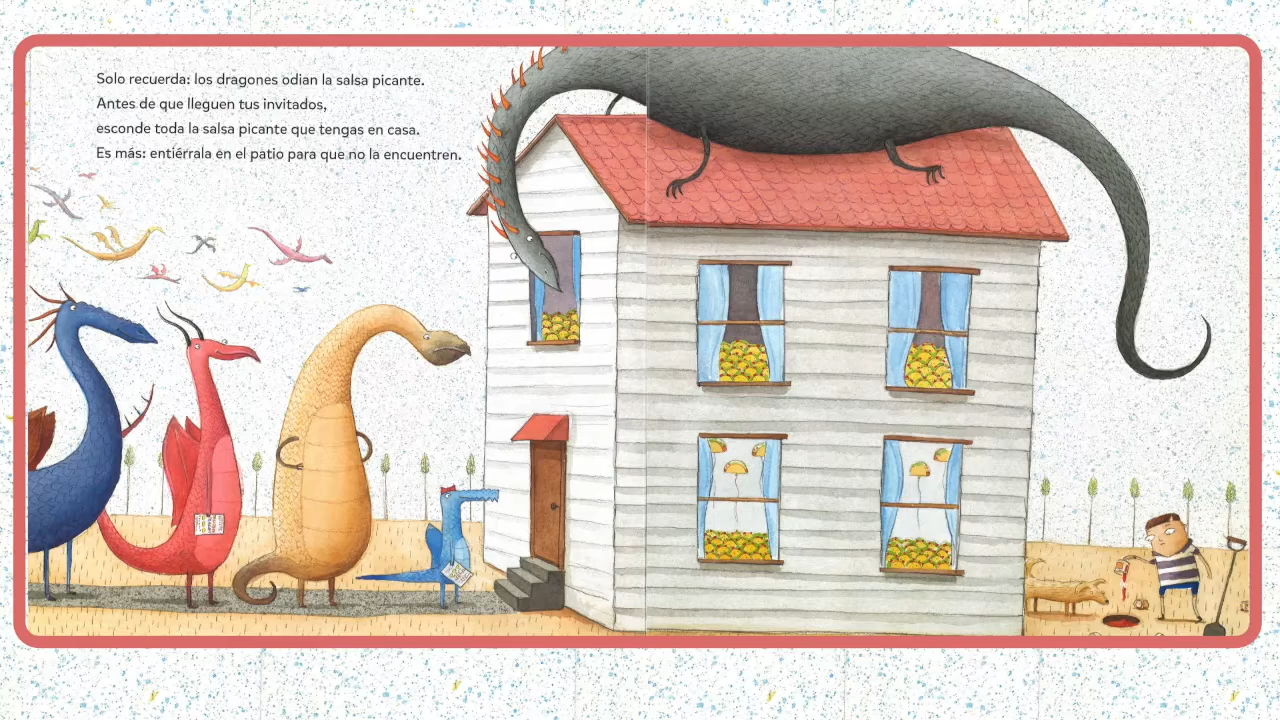 Solo recuerda: los dragones odian la salsa picante.
Antes de que lleguen tus invitados,
esconde toda la salsa picante que tengas en casa.
Es más: entiérrala en el patio para que no la encuentren.